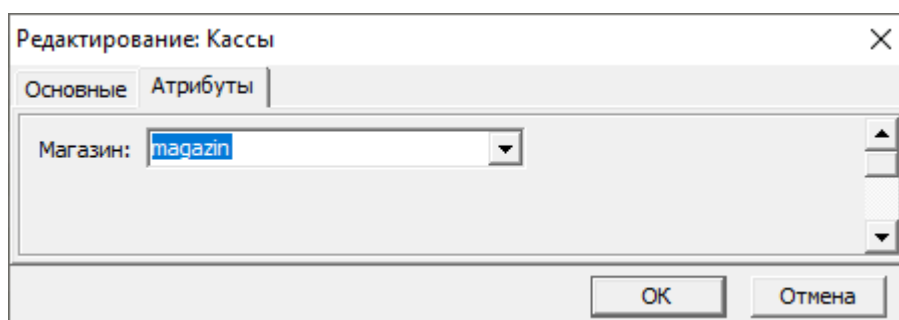 Редактирование: Кассы
Основные Атрибуты
Магазин: magazin
OK Отмена